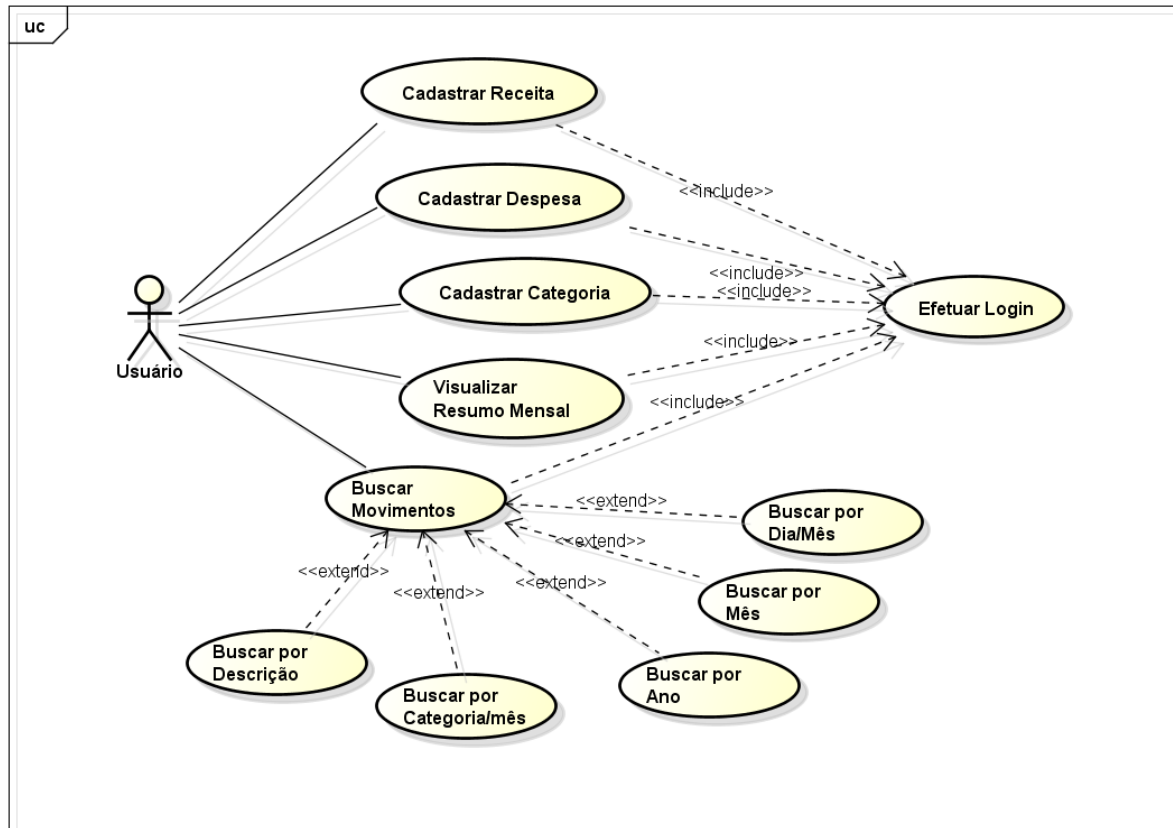 uc
Cadastrar Receita
<<include>>
Cadastrar Despesa
<<include>>
Cadastrar Categoria
<<include>>
Efetuar Login
Usuário
<<include>>
Visualizar
Resumo Mensal
<<include>>
Buscar
Movimentos
<<extend>>
Buscar por
Dia/Mês
<<extend>>
<<extend>>
<<extend>>
<<extend>>
Buscar por
Mês
Buscar por
Descrição
Buscar por
Categoria/mês
Buscar por
Ano